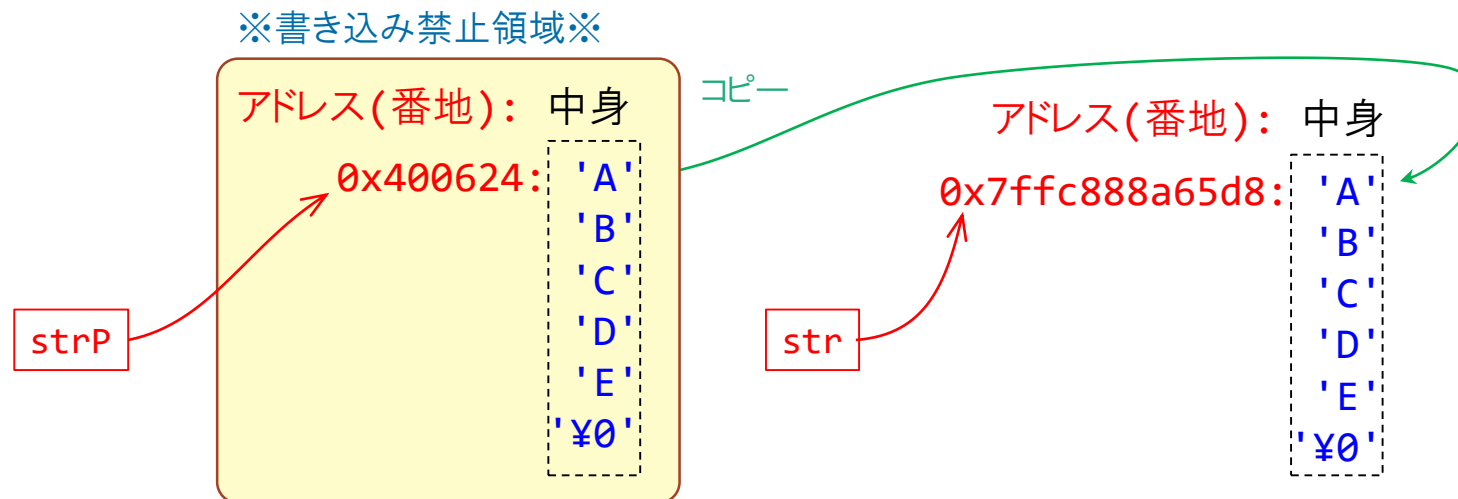 ※書き込み禁止領域※
アドレス(番地): 中身
0x400624: 'A'
'B'
'C'
'D'
'E'
'¥0'
strP
コピー
アドレス(番地): 中身
0x7ffc888a65d8: 'A'
'B'
'C'
'D'
'E'
'¥0'
str